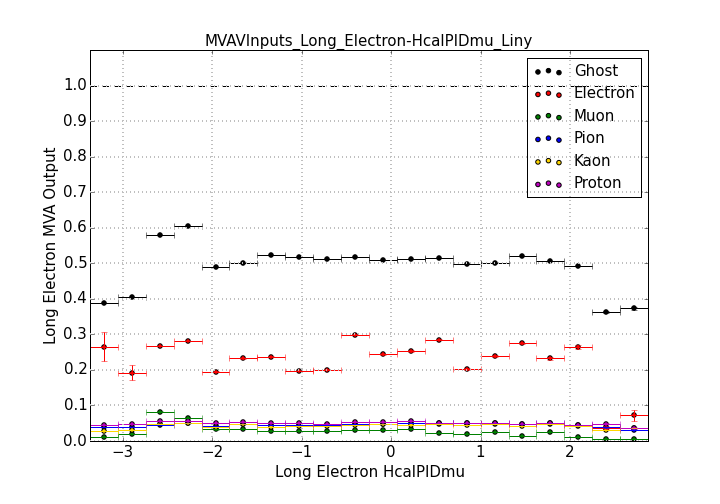 MVAVInputs_Long_Electron-HcalPIDmu_Liny
Long Electron MVA Output
1.0
0.9
0.8
0.7
0.6
0.5
0.4
0.3
0.2
0.1
0.0
Ghost
Electron
Muon
Pion
Kaon
Proton
−3 −2 −1 0 1 2
Long Electron HcalPIDmu